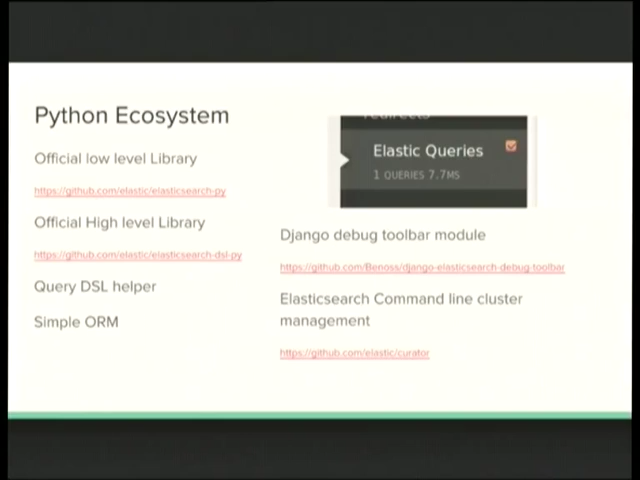 Python Ecosystem
Official low level Library
https://github.com/elastic/elasticsearch-py
Official High level Library
https://github.com/elastic/elasticsearch-dsl-py
Query DSL helper
Simple ORM
redirects
Elastic Queries
1 QUERIES 7.7MS
Django debug toolbar module
https://github.com/Benoss/django-elasticsearch-debug-toolbar
Elasticsearch Command line cluster
management
https://github.com/elastic/curator